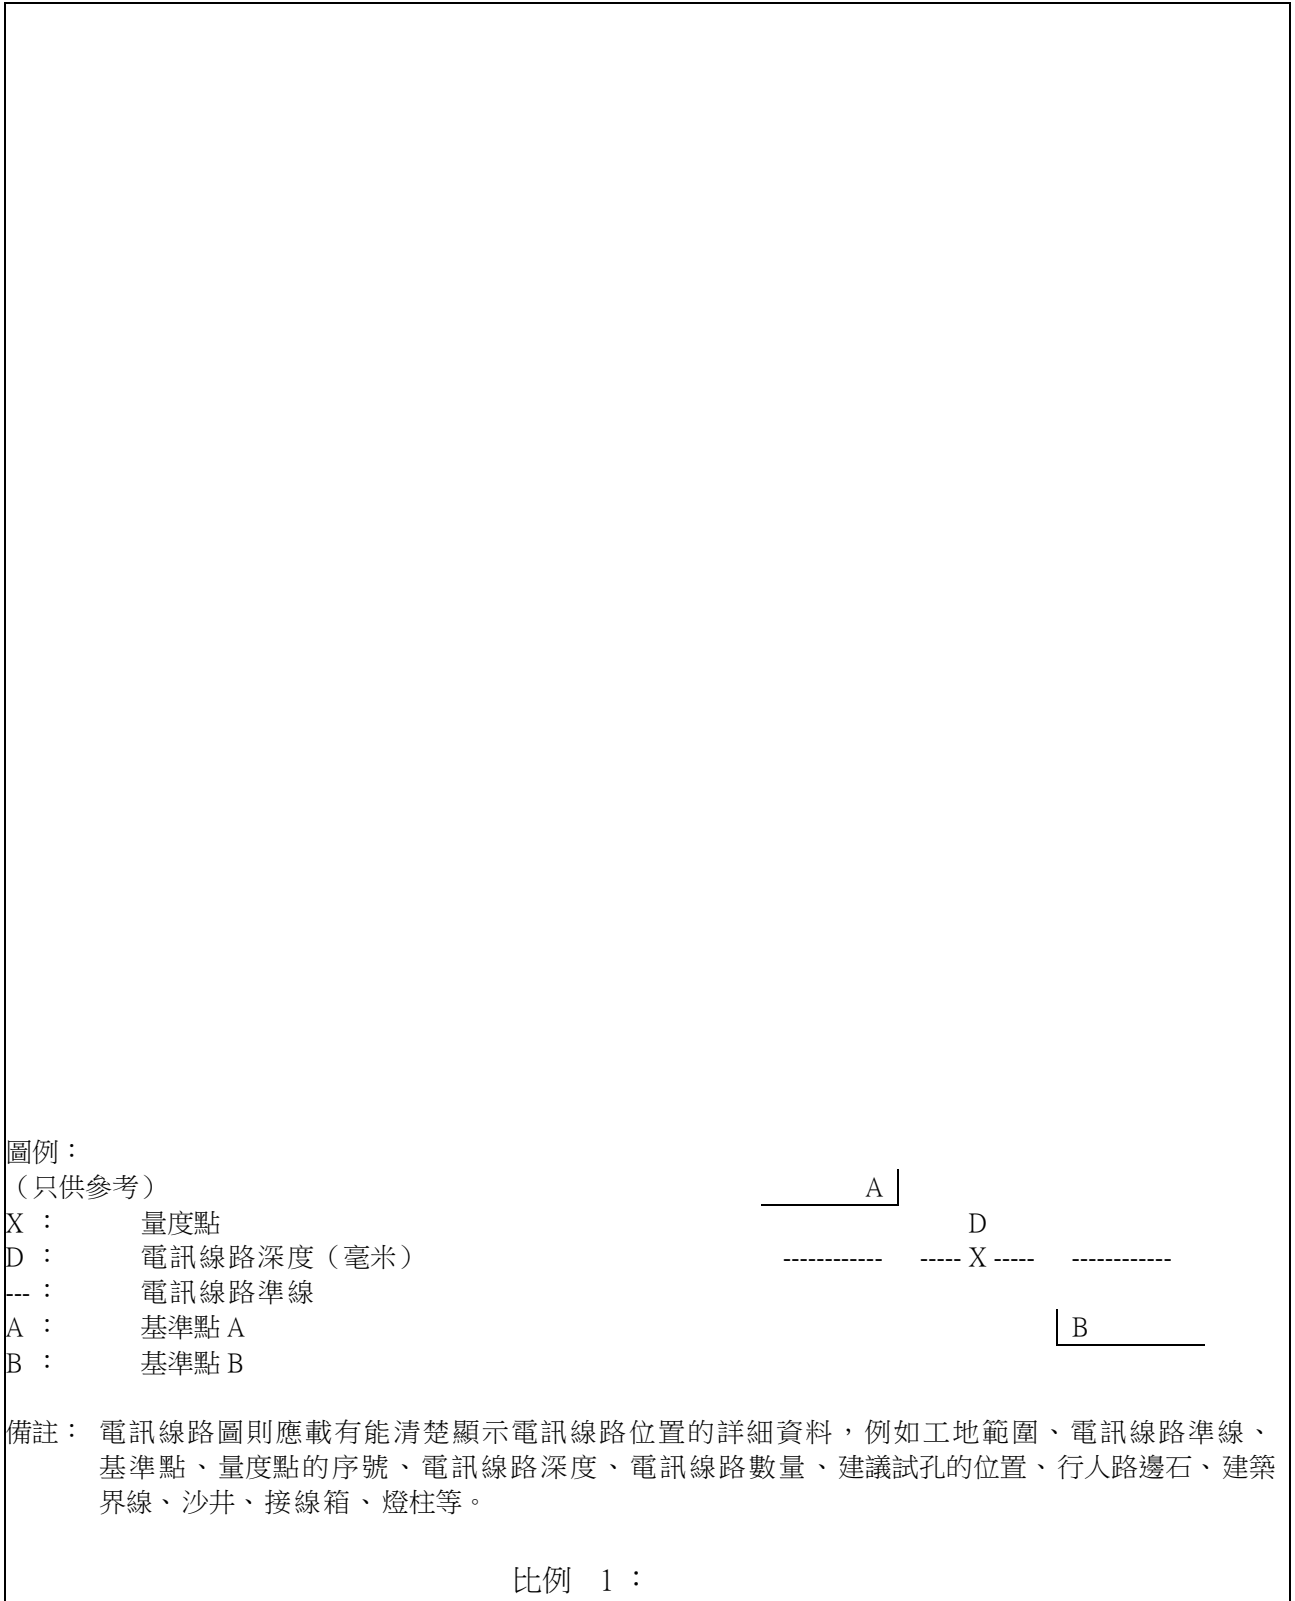 圖例：
（只供參考）
A
X ： 量度點
D
D ： 電訊線路深度（毫米）
------------ ----- X ----- ------------
--- ： 電訊線路準線
A ： 基準點 A
B
B ： 基準點 B
備註： 電訊線路圖則應載有能清楚顯示電訊線路位置的詳細資料，例如工地範圍、電訊線路準線、
基準點、量度點的序號、電訊線路深度、電訊線路數量、建議試孔的位置、行人路邊石、建築
界線、沙井、接線箱、燈柱等。
比例 1：